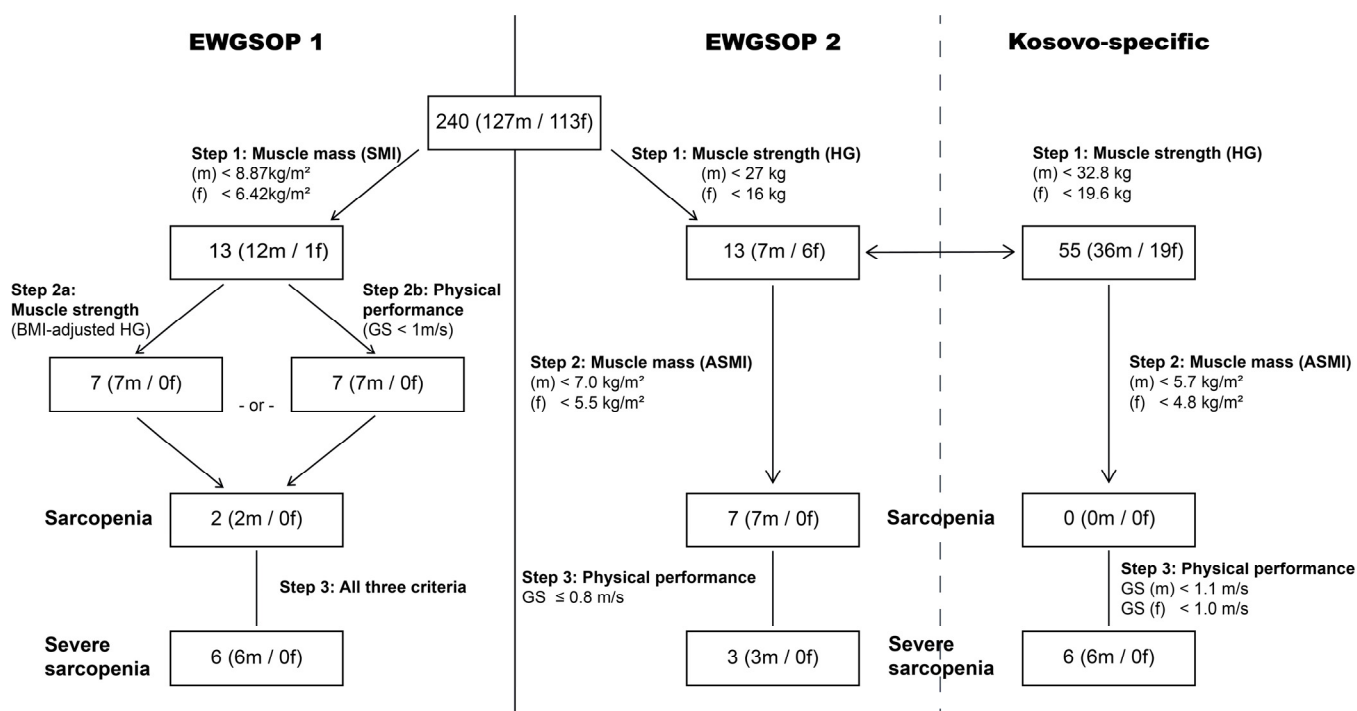 EWGSOP 1
EWGSOP 2
Kosovo-specific
240 (127m / 113f)
Step 1: Muscle mass (SMI)
(m) < 8.87kg/m²
(f) < 6.42kg/m²
Step 1: Muscle strength (HG)
(m) < 27 kg
(f) < 16 kg
Step 1: Muscle strength (HG)
(m) < 32.8 kg
(f) < 19.6 kg
13 (12m / 1f)
13 (7m / 6f)
55 (36m / 19f)
Step 2a:
Muscle strength
(BMI-adjusted HG)
Step 2b: Physical
performance
(GS < 1m/s)
7 (7m / 0f)
- or -
7 (7m / 0f)
Step 2: Muscle mass (ASMI)
(m) < 7.0 kg/m²
(f) < 5.5 kg/m²
Step 2: Muscle mass (ASMI)
(m) < 5.7 kg/m²
(f) < 4.8 kg/m²
Sarcopenia
2 (2m / 0f)
7 (7m / 0f)
Sarcopenia
0 (0m / 0f)
Step 3: All three criteria
Step 3: Physical performance
GS ≤ 0.8 m/s
Step 3: Physical performance
GS (m) < 1.1 m/s
GS (f) < 1.0 m/s
Severe
sarcopenia
6 (6m / 0f)
3 (3m / 0f)
Severe
sarcopenia
6 (6m / 0f)